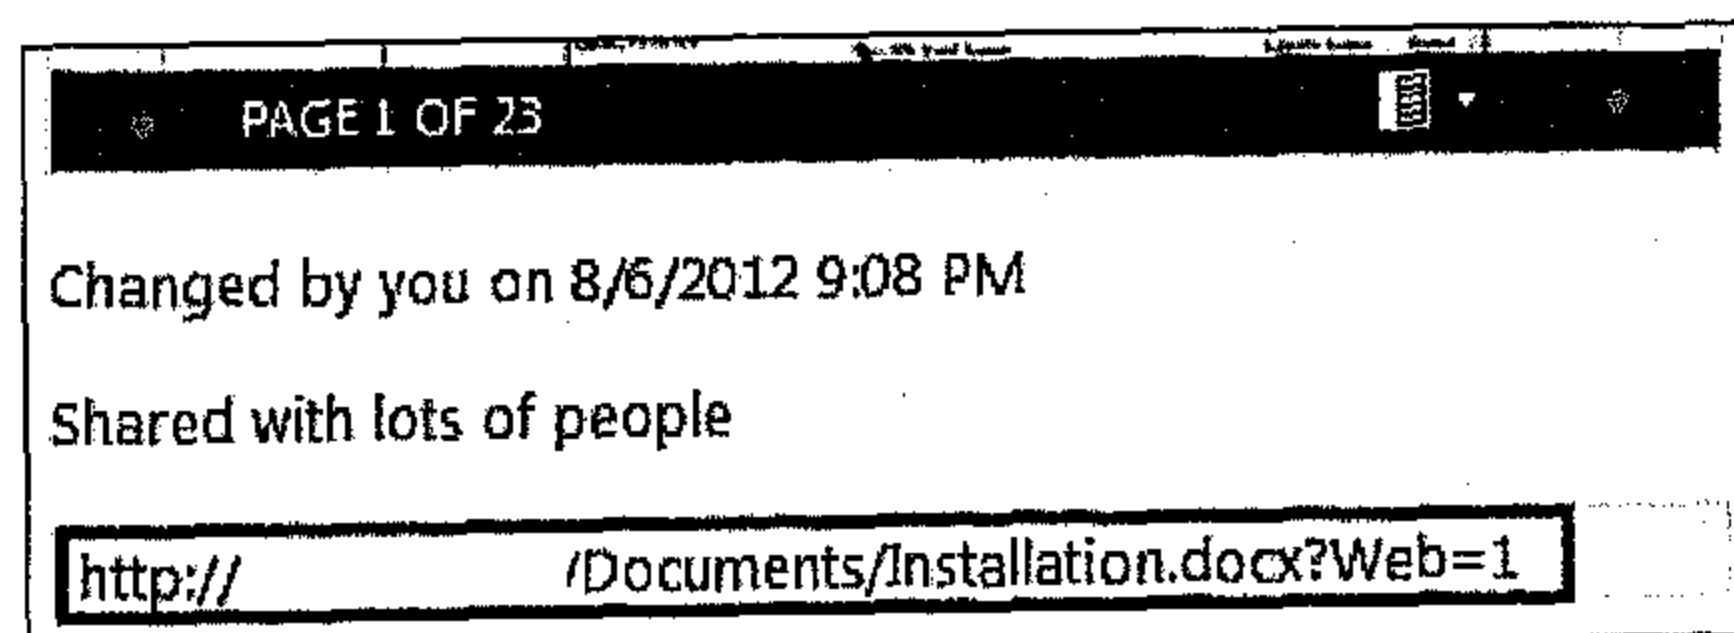 PAGE 1 OF 23
Changed by you on 8/6/2012 9:08 PM
Shared with lots of people
http:// /Documents/Installation.docx?Web=1